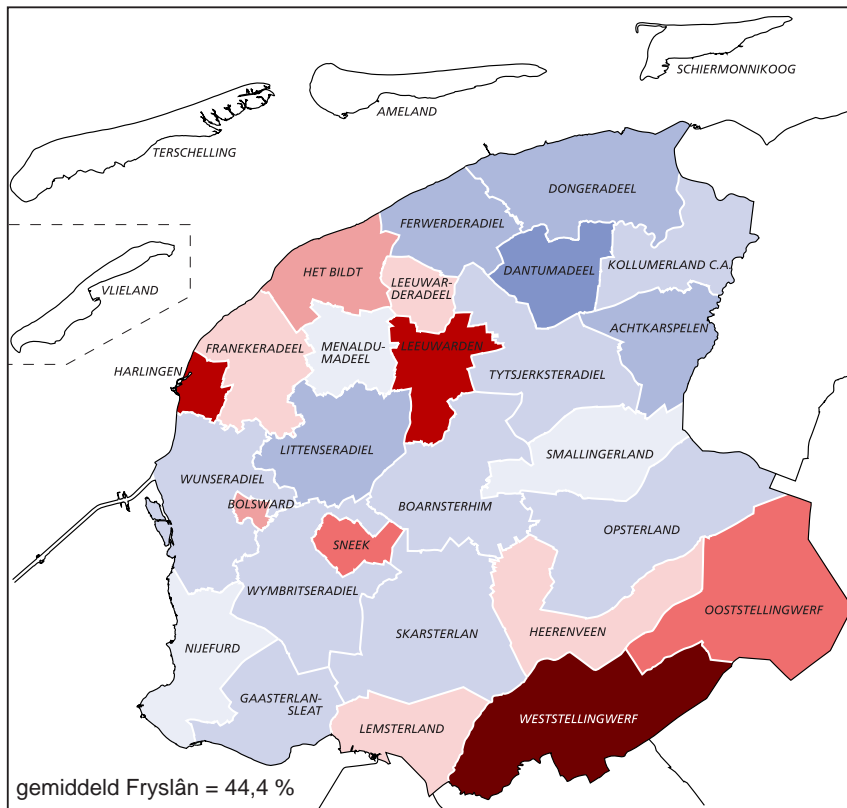 SCHIERMONNIKOOG
AMELAND
TERSCHELLING
DONGERADEEL
FERWERDERADIEL
HET BILDT
LEEUWAR-
DERADEEL
DANTUMADEEL
KOLLUMERLAND C.A.
VLIELAND
ACHTKARSPELEN
FRANEKERADEEL
MENALDU-
MADEEL
LEEUWARDEN
HARLINGEN
TYTSJERKSTERADIEL
LITTENSERADIEL
SMALLINGERLAND
WUNSERADIEL
BOLSWARD
BOARNSTERHIM
OPSTERLAND
SNEEK
WYMBRITSERADIEL
OOSTSTELLINGWERF
SKARSTERLAN
HEERENVEEN
NIJEFURD
GAASTERLAN-
SLEAT
LEMSTERLAND
WESTSTELLINGWERF
gemiddeld Fryslân = 44,4 %